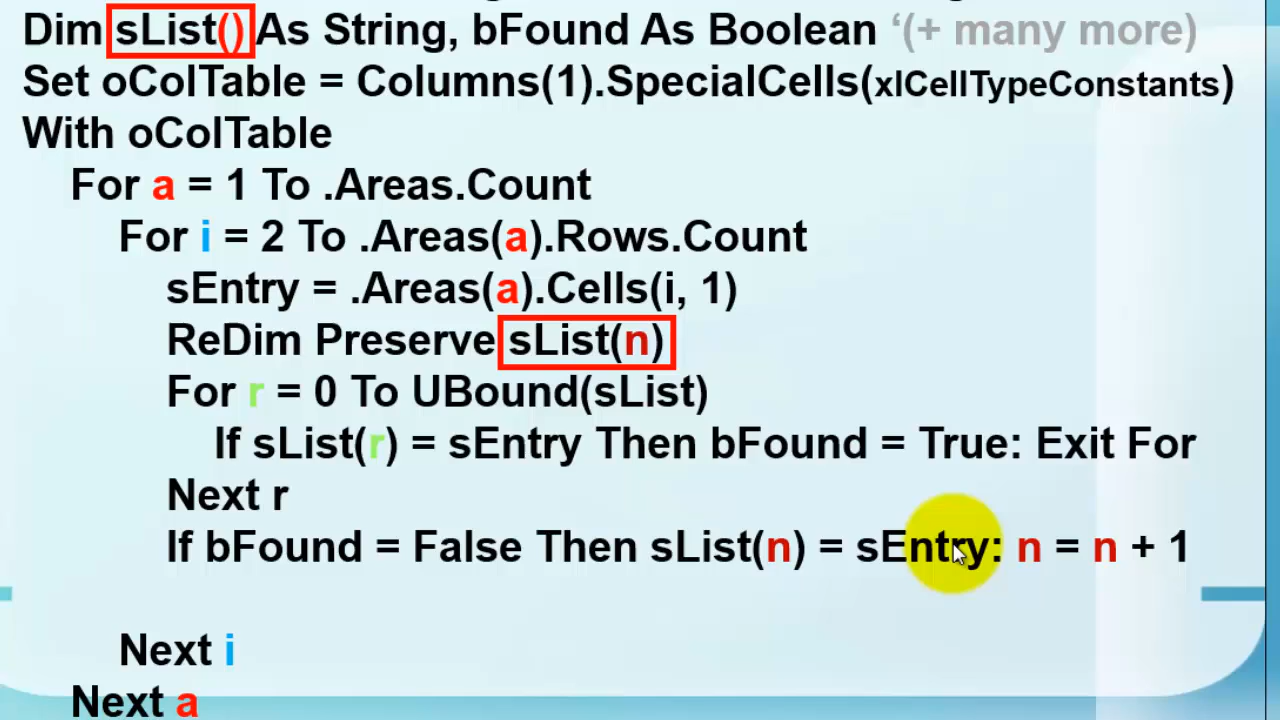 Dim sList() As String, bFound As Boolean ‘(+ many more)
Set oColTable = Columns(1).SpecialCells(xlCellTypeConstants)
With oColTable
For a = 1 To .Areas.Count
For i = 2 To .Areas(a).Rows.Count
sEntry = .Areas(a).Cells(i, 1)
ReDim Preserve sList(n)
For r = 0 To UBound(sList)
If sList(r) = sEntry Then bFound = True: Exit For
Next r
If bFound = False Then sList(n) = sEntry: n = n + 1
Next i
Next a